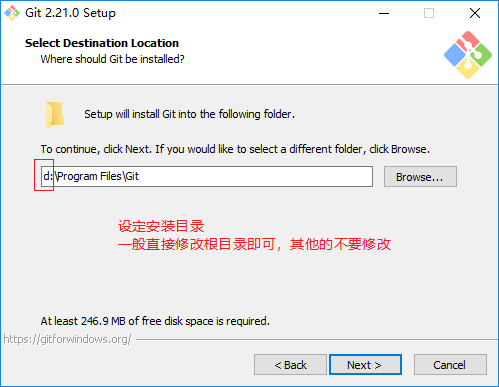 Git 2.21.0 Setup
Select Destination Location
Where should Git be installed?
Setup will install Git into the following folder.
To continue, click Next. If you would like to select a different folder, click Browse.
d:\Program Files\Git
Browse...
设定安装目录
一般直接修改根目录即可，其他的不要修改
At least 246.9 MB of free disk space is required.
https://gitforwindows.org/
< Back
Next >
Cancel